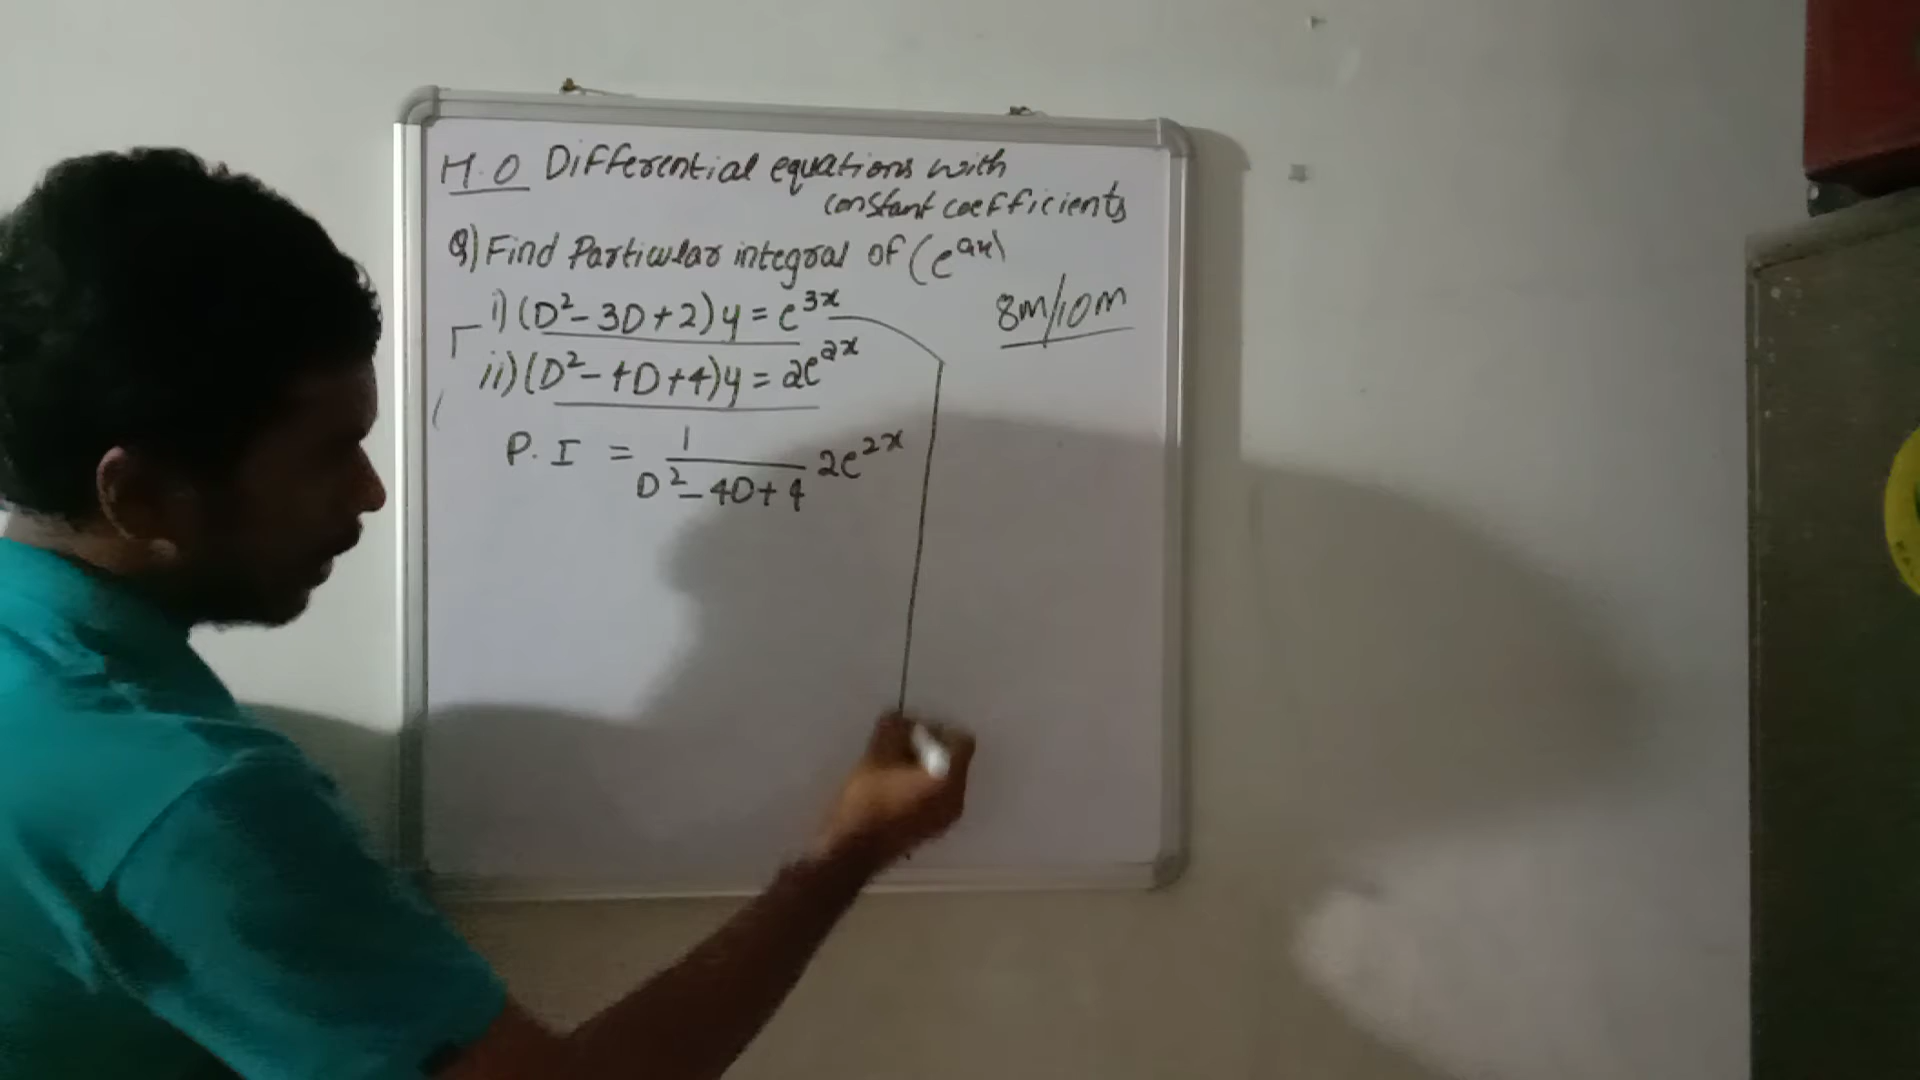 H.O Differential equations with
constant coefficients
Q) Find Particular integral of (e^ax)
i) (D²- 3D+2)y = e^3x
8m/10m
ii) (D²-4D+4)y = 2e^2x
P. I = 1/(D²- 4D+4) 2e^2x